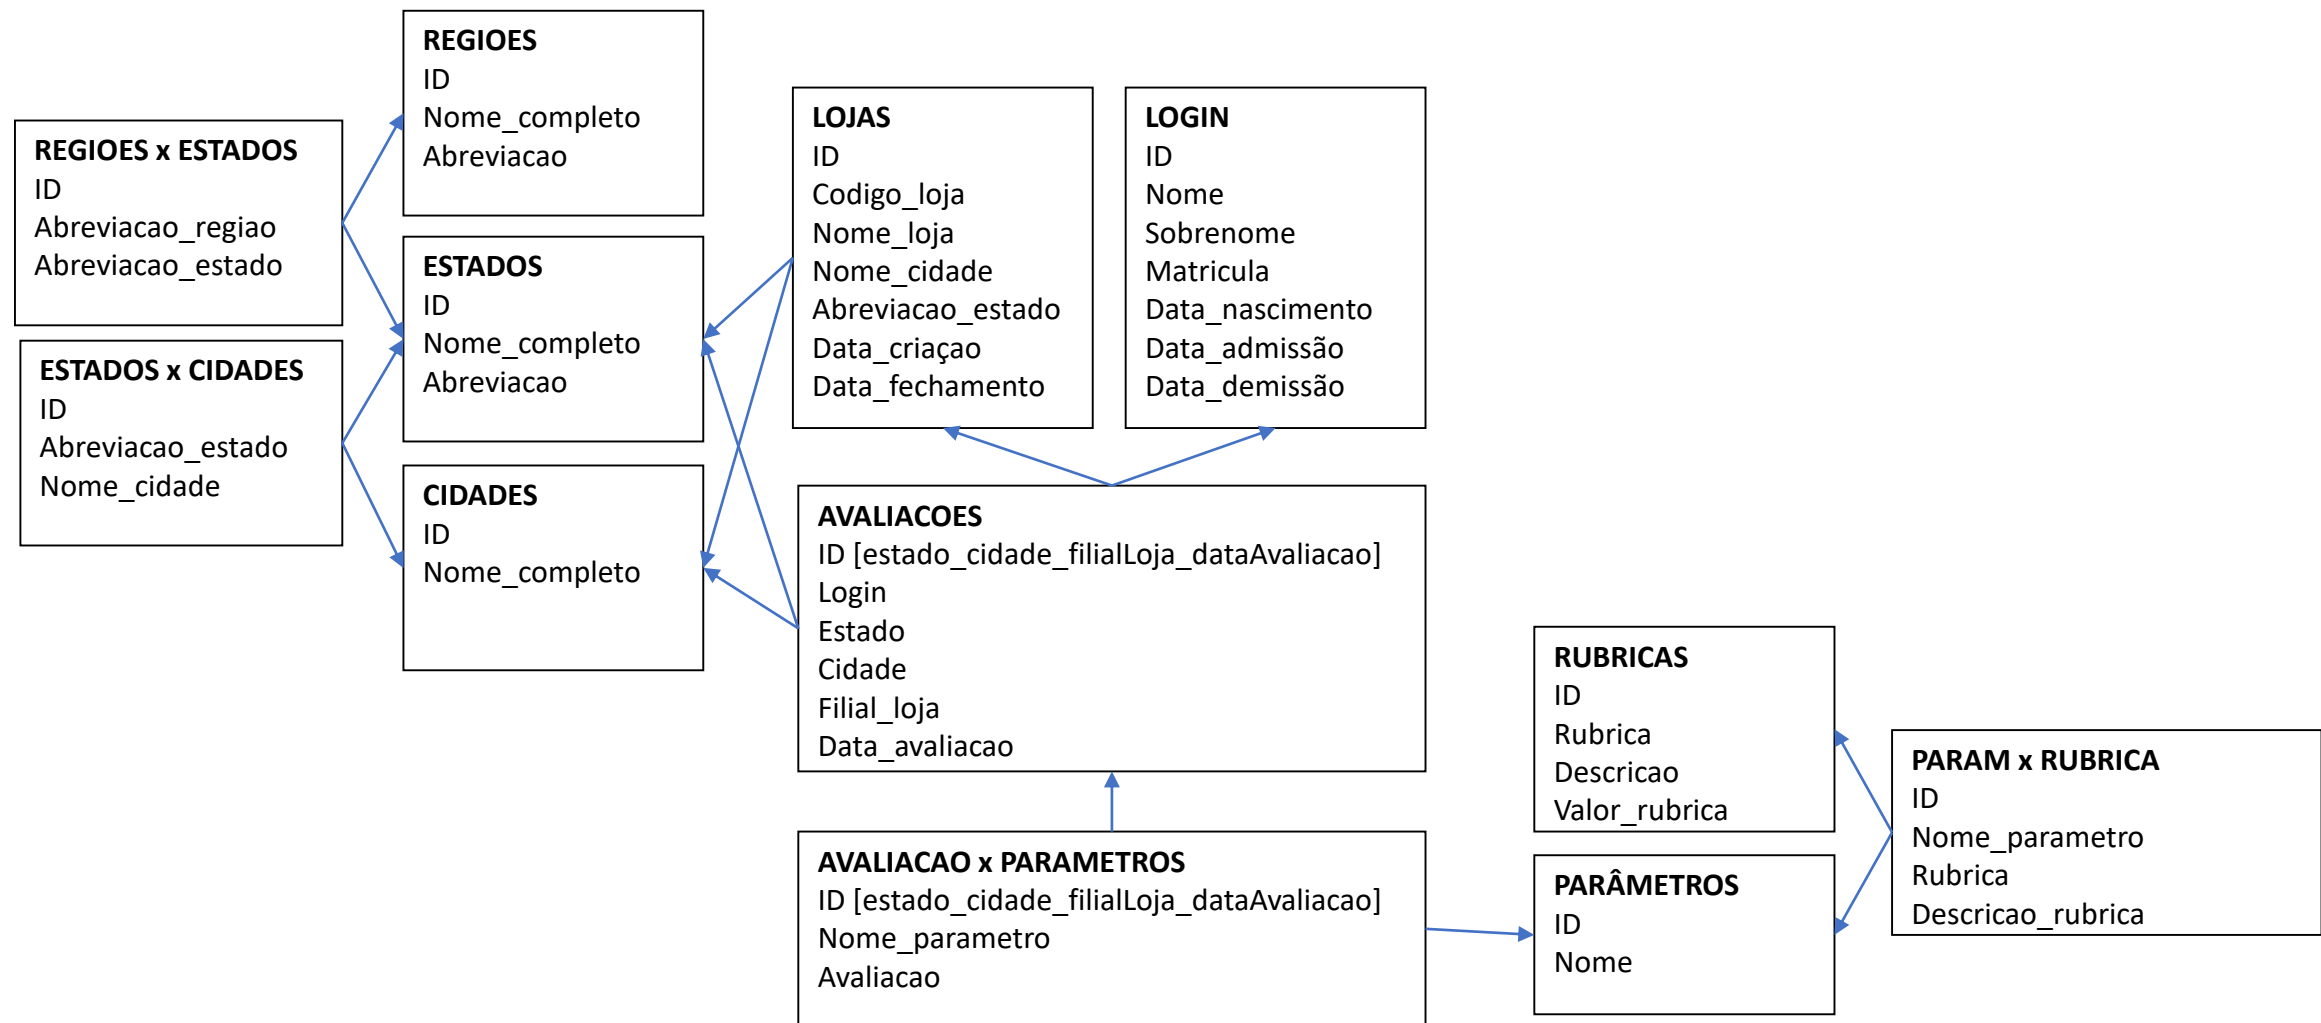 REGIOES
ID
Nome_completo
Abreviacao
REGIOES x ESTADOS
ID
Abreviacao_regiao
Abreviacao_estado
ESTADOS
ID
Nome_completo
Abreviacao
ESTADOS x CIDADES
ID
Abreviacao_estado
Nome_cidade
CIDADES
ID
Nome_completo
LOJAS
ID
Codigo_loja
Nome_loja
Nome_cidade
Abreviacao_estado
Data_criaçao
Data_fechamento
LOGIN
ID
Nome
Sobrenome
Matricula
Data_nascimento
Data_admissão
Data_demissão
AVALIACOES
ID [estado_cidade_filialLoja_dataAvaliacao]
Login
Estado
Cidade
Filial_loja
Data_avaliacao
AVALIACAO x PARAMETROS
ID [estado_cidade_filialLoja_dataAvaliacao]
Nome_parametro
Avaliacao
RUBRICAS
ID
Rubrica
Descricao
Valor_rubrica
PARÂMETROS
ID
Nome
PARAM x RUBRICA
ID
Nome_parametro
Rubrica
Descricao_rubrica